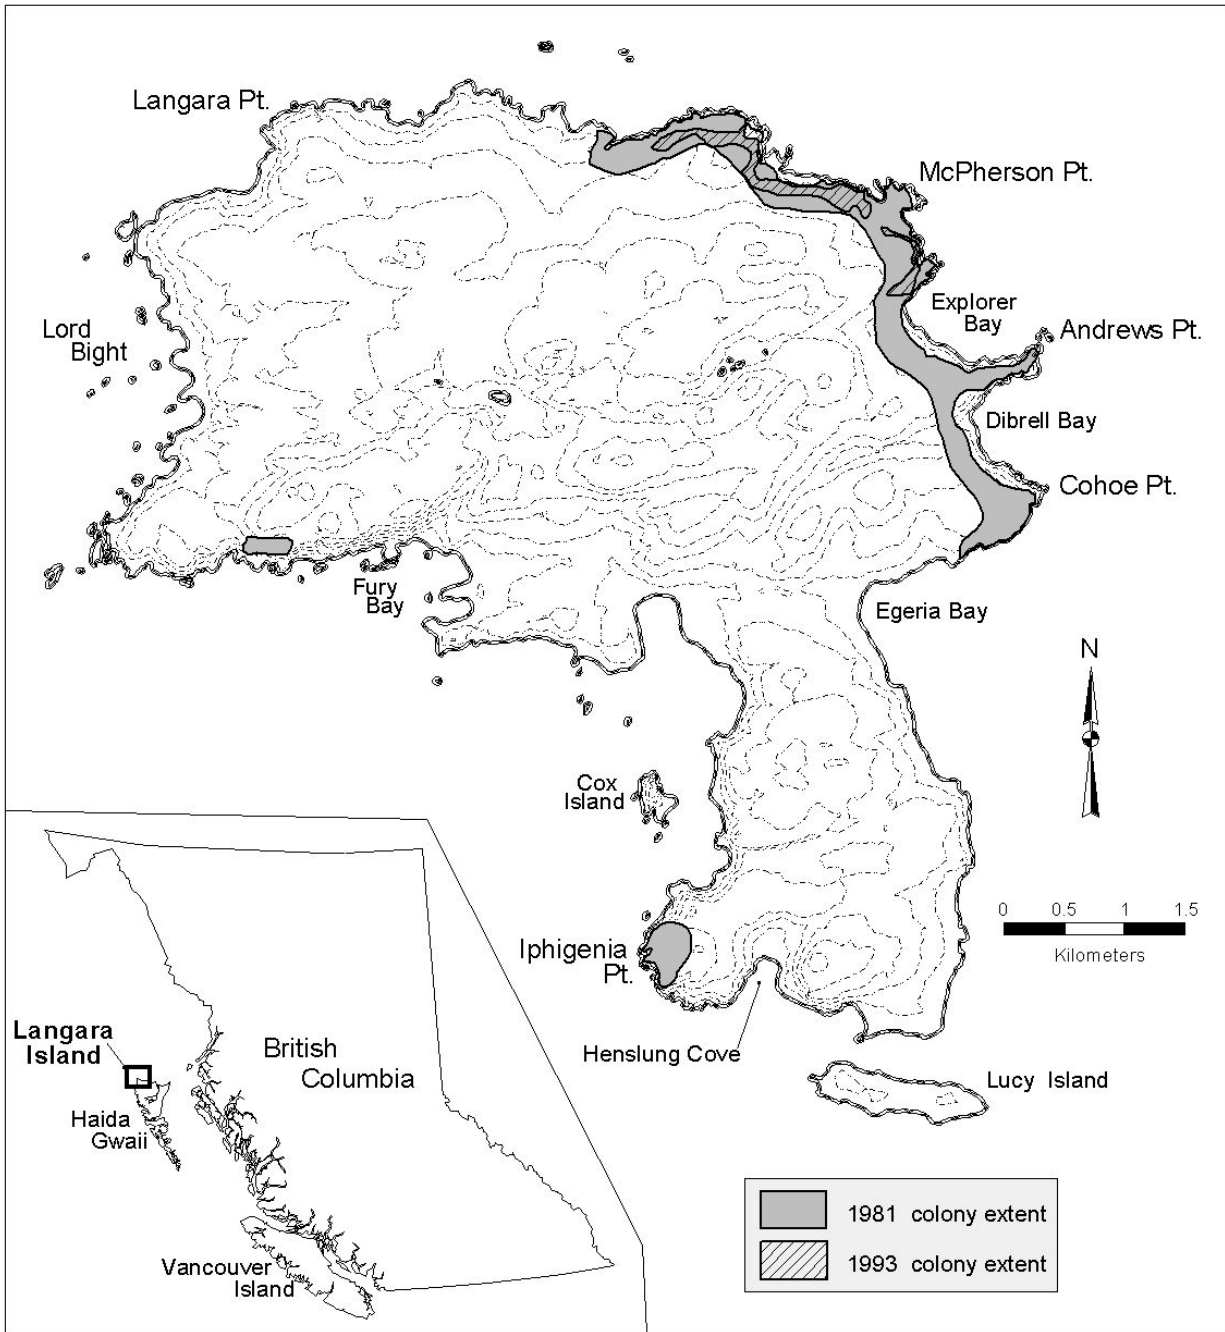 Langara Pt.
McPherson Pt.
Explorer
Bay
Andrews Pt.
Lord
Bight
Dibrell Bay
Cohoe Pt.
Fury
Bay
Egeria Bay
N
Cox
Island
0 0.5 1 1.5
Kilometers
Iphigenia
Pt.
Henslung Cove
Lucy Island
Langara
Island
British
Columbia
Haida
Gwaii
Vancouver
Island
1981 colony extent
1993 colony extent